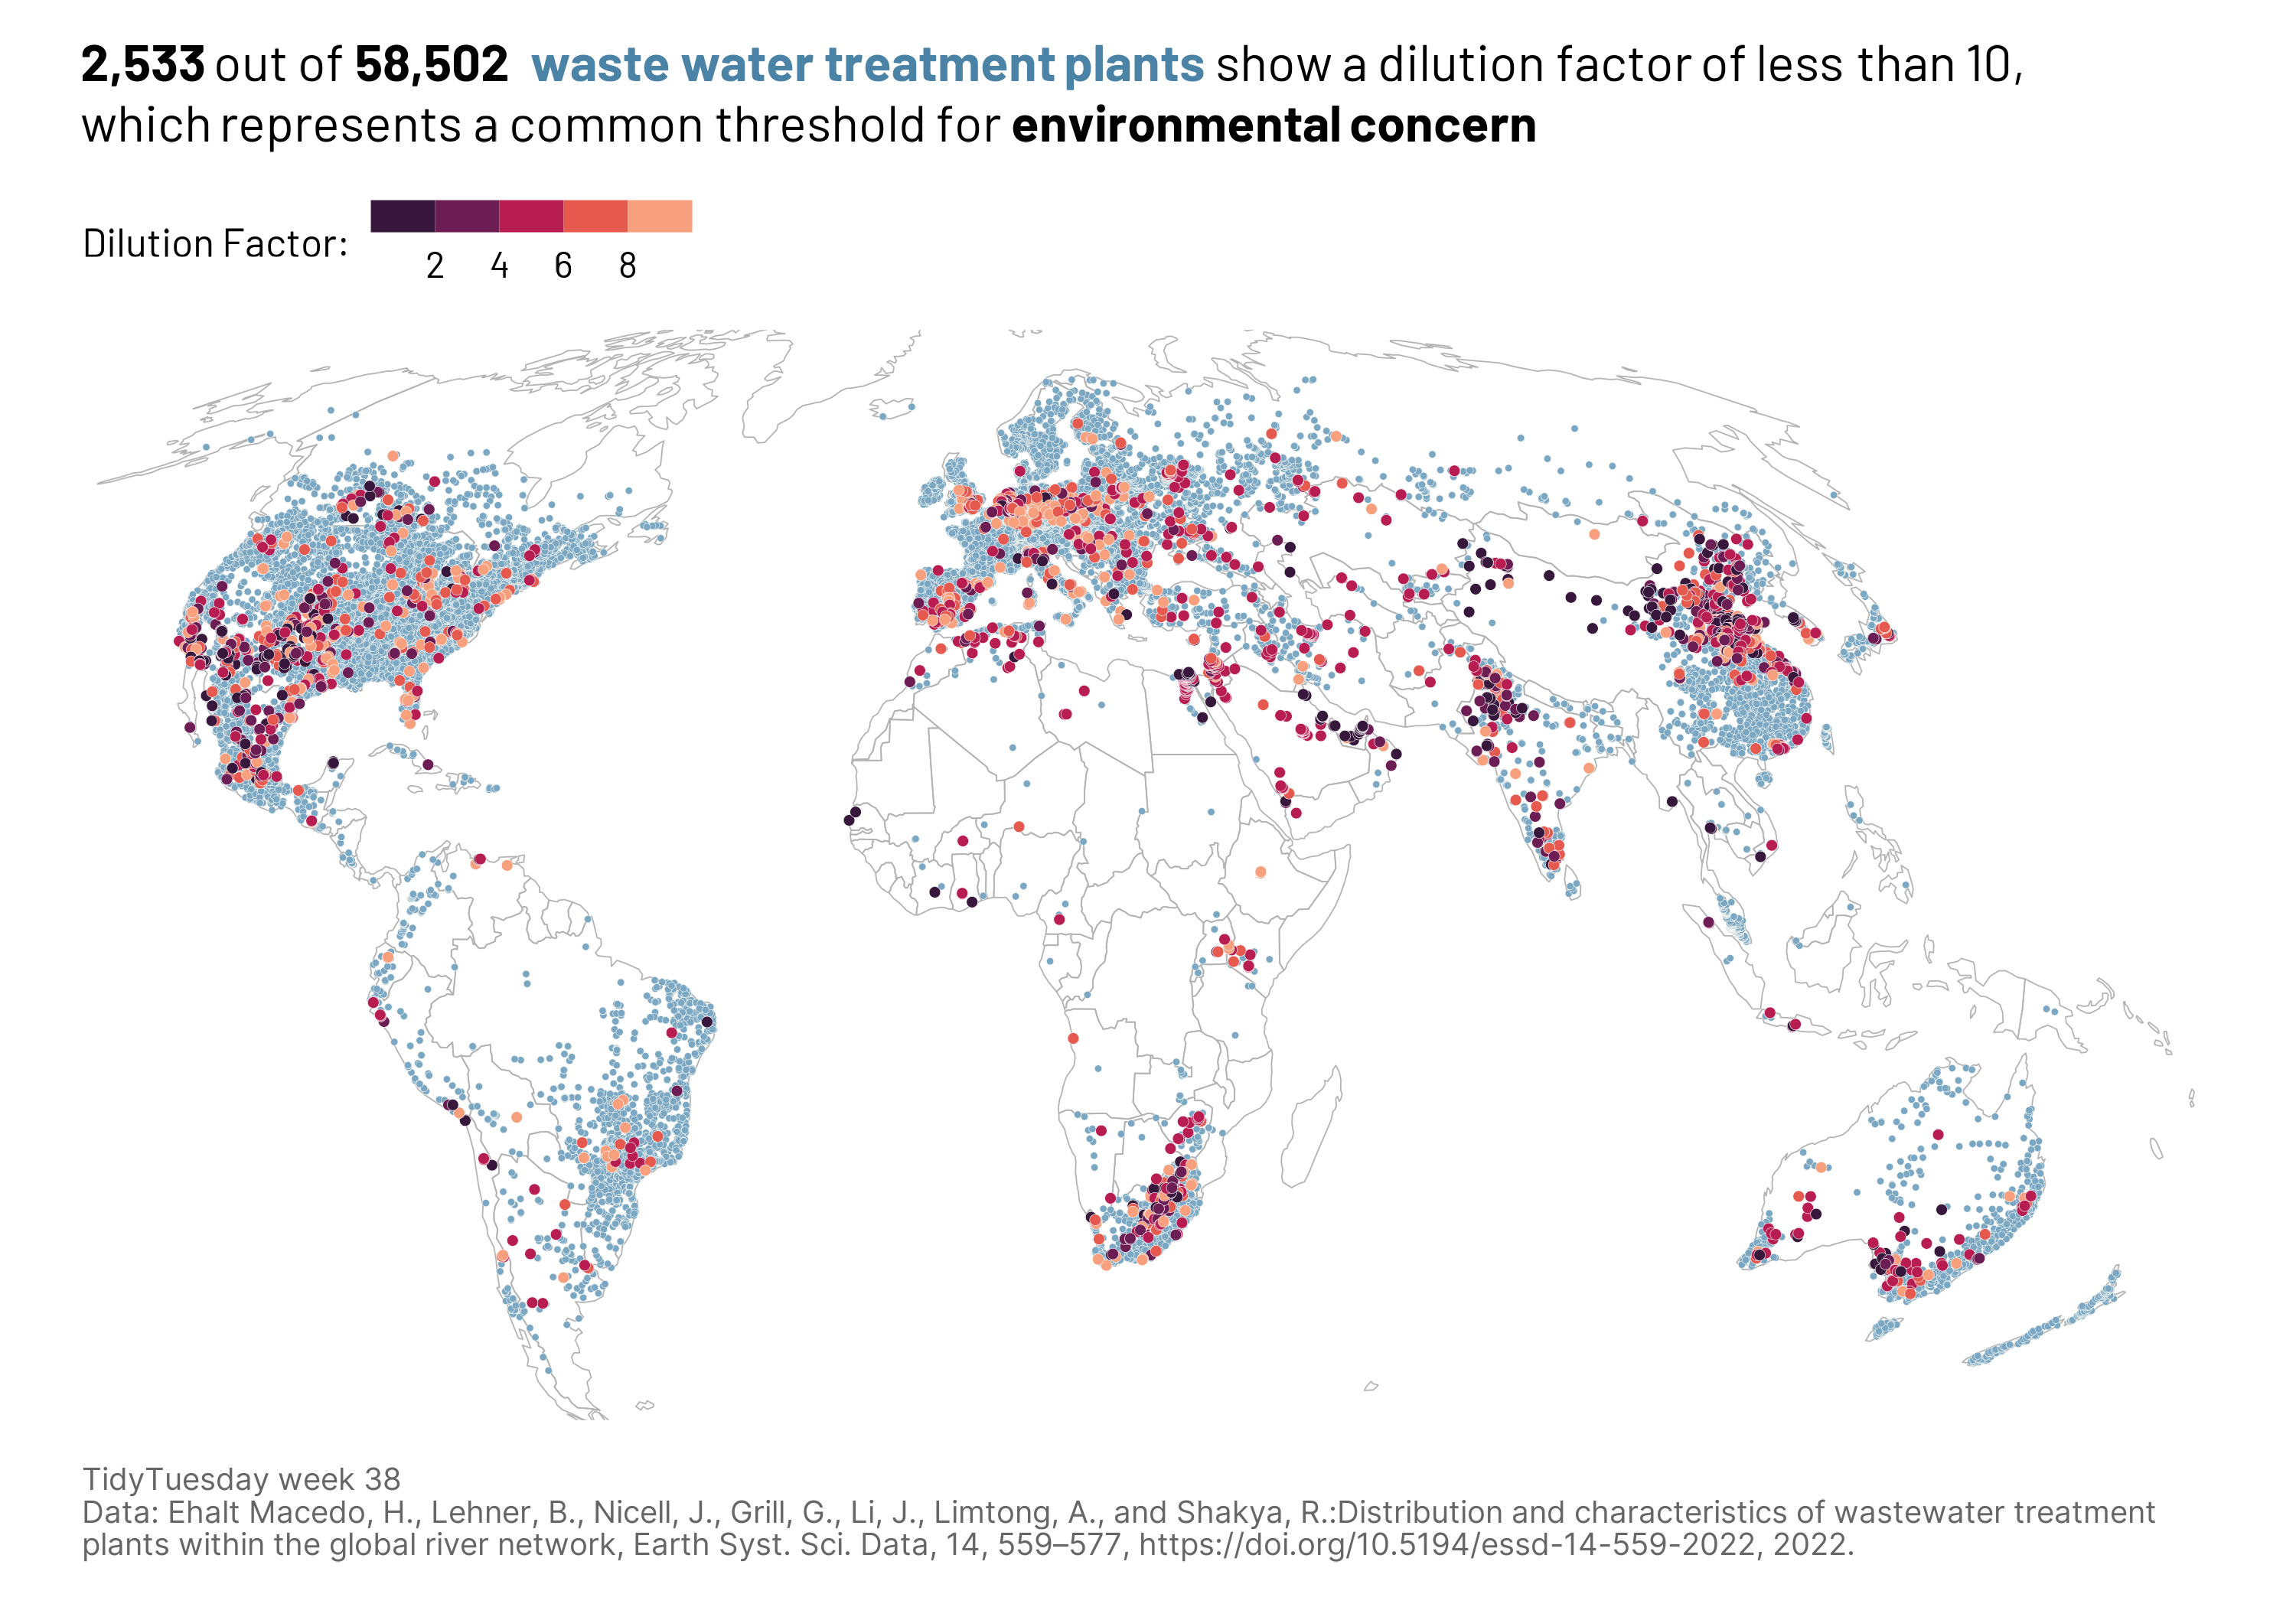 2,533 out of 58,502 waste water treatment plants show a dilution factor of less than 10,
which represents a common threshold for environmental concern
Dilution Factor:
2 4 6 8
TidyTuesday week 38
Data: Ehalt Macedo, H., Lehner, B., Nicell, J., Grill, G., Li, J., Limtong, A., and Shakya, R.:Distribution and characteristics of wastewater treatment
plants within the global river network, Earth Syst. Sci. Data, 14, 559–577, https://doi.org/10.5194/essd-14-559-2022, 2022.